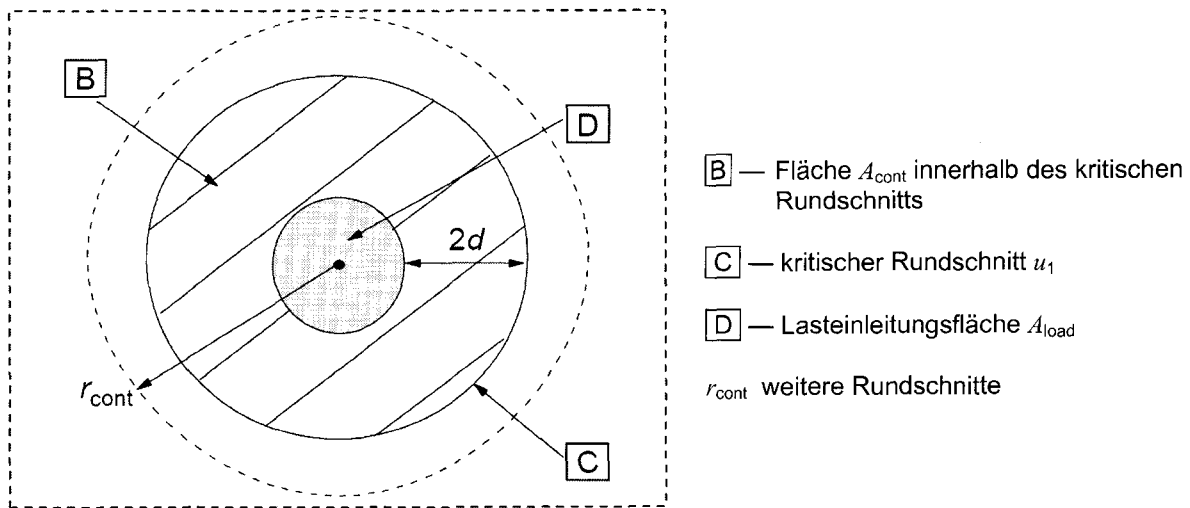 B
D
2d
r_cont
C
B — Fläche A_cont innerhalb des kritischen
Rundschnitts
C — kritischer Rundschnitt u_1
D — Lasteinleitungsfläche A_load
r_cont weitere Rundschnitte